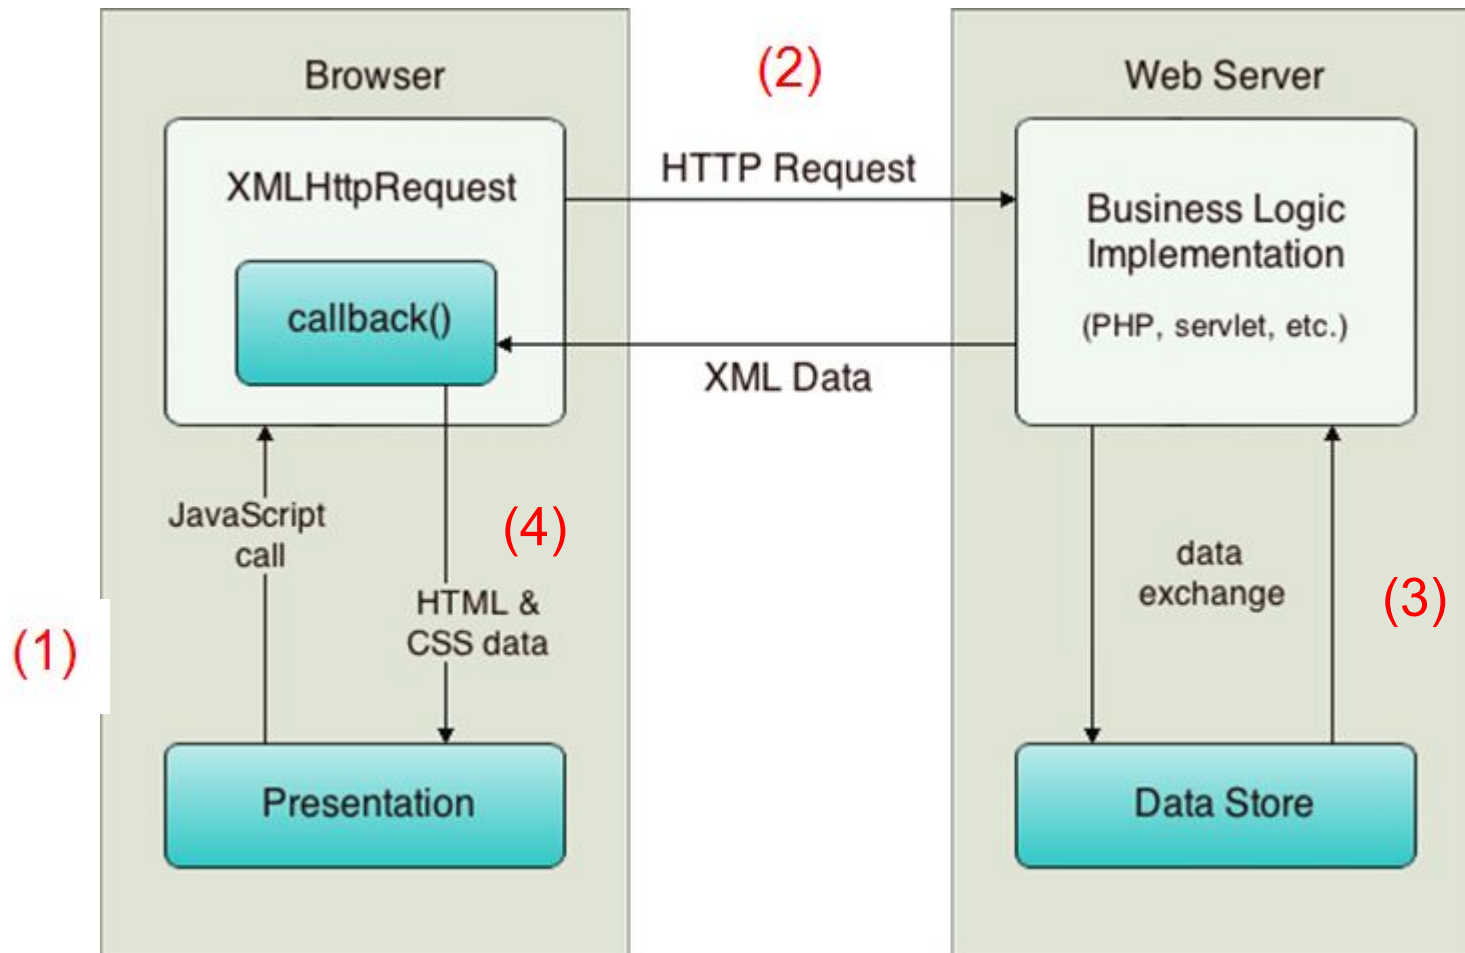 Browser
(2)
Web Server
XMLHttpRequest
HTTP Request
Business Logic
Implementation
(PHP, servlet, etc.)
callback()
XML Data
JavaScript
call
(4)
HTML &
CSS data
data
exchange
(3)
(1)
Presentation
Data Store